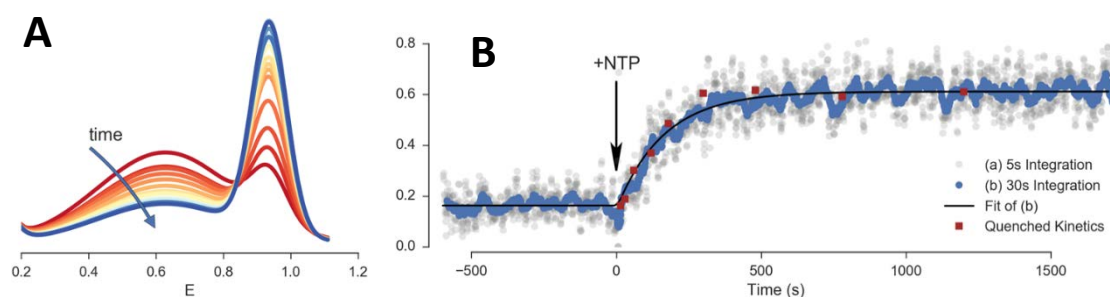 A
time
0.2 0.4 0.6 0.8 1.0 1.2
E
B
0.8
0.6
0.4
0.2
0.0
+NTP
(a) 5s Integration
(b) 30s Integration
Fit of (b)
Quenched Kinetics
−500 0 500 1000 1500
Time (s)